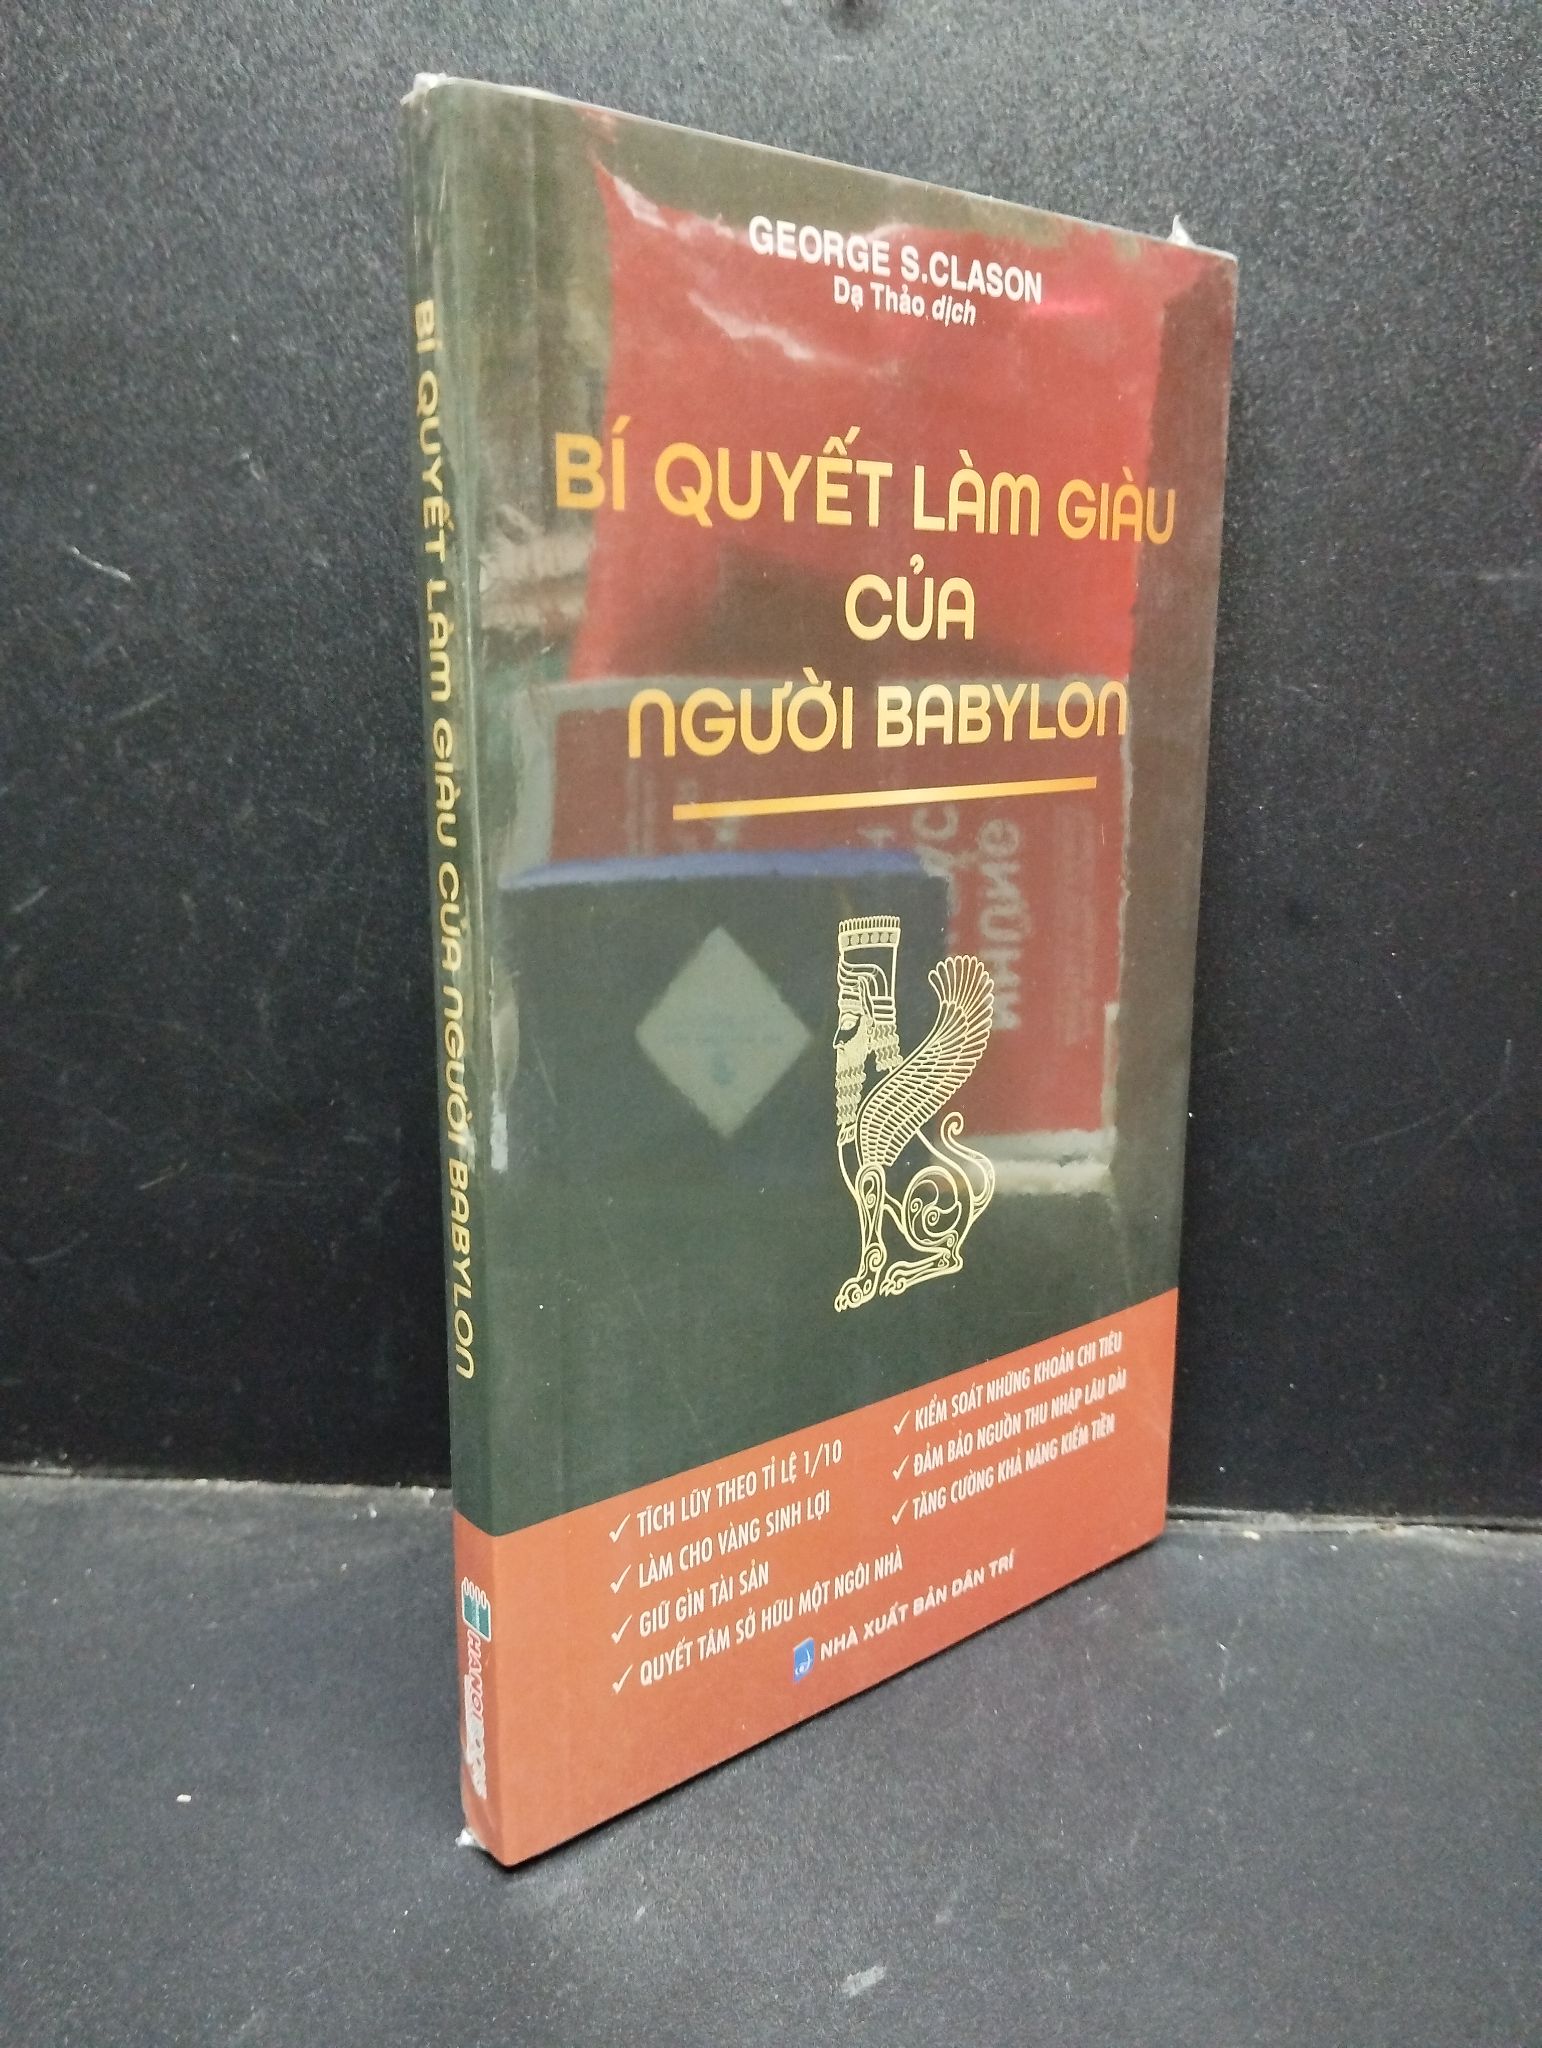 GEORGE S.CLASON
Dạ Thảo dịch
BÍ QUYẾT LÀM GIÀU
CỦA
NGƯỜI BABYLON
✓ TÍCH LŨY THEO TỈ LỆ 1/10
✓ LÀM CHO VÀNG SINH LỢI
✓ GIỮ GÌN TÀI SẢN
✓ QUYẾT TÂM SỞ HỮU MỘT NGÔI NHÀ
✓ KIỂM SOÁT NHỮNG KHOẢN CHI TIÊU
✓ ĐẢM BẢO NGUỒN THU NHẬP LÂU DÀI
✓ TĂNG CƯỜNG KHẢ NĂNG KIẾM TIỀN
NHÀ XUẤT BẢN DÂN TRÍ
BÍ QUYẾT LÀM GIÀU CỦA NGƯỜI BABYLON
HANOIBOOKS